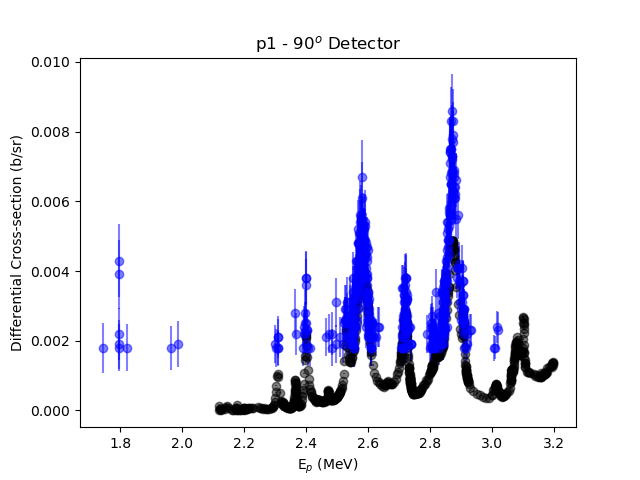 p1 - 90° Detector
Differential Cross-section (b/sr)
0.010
0.008
0.006
0.004
0.002
0.000
1.8 2.0 2.2 2.4 2.6 2.8 3.0 3.2
Eₚ (MeV)